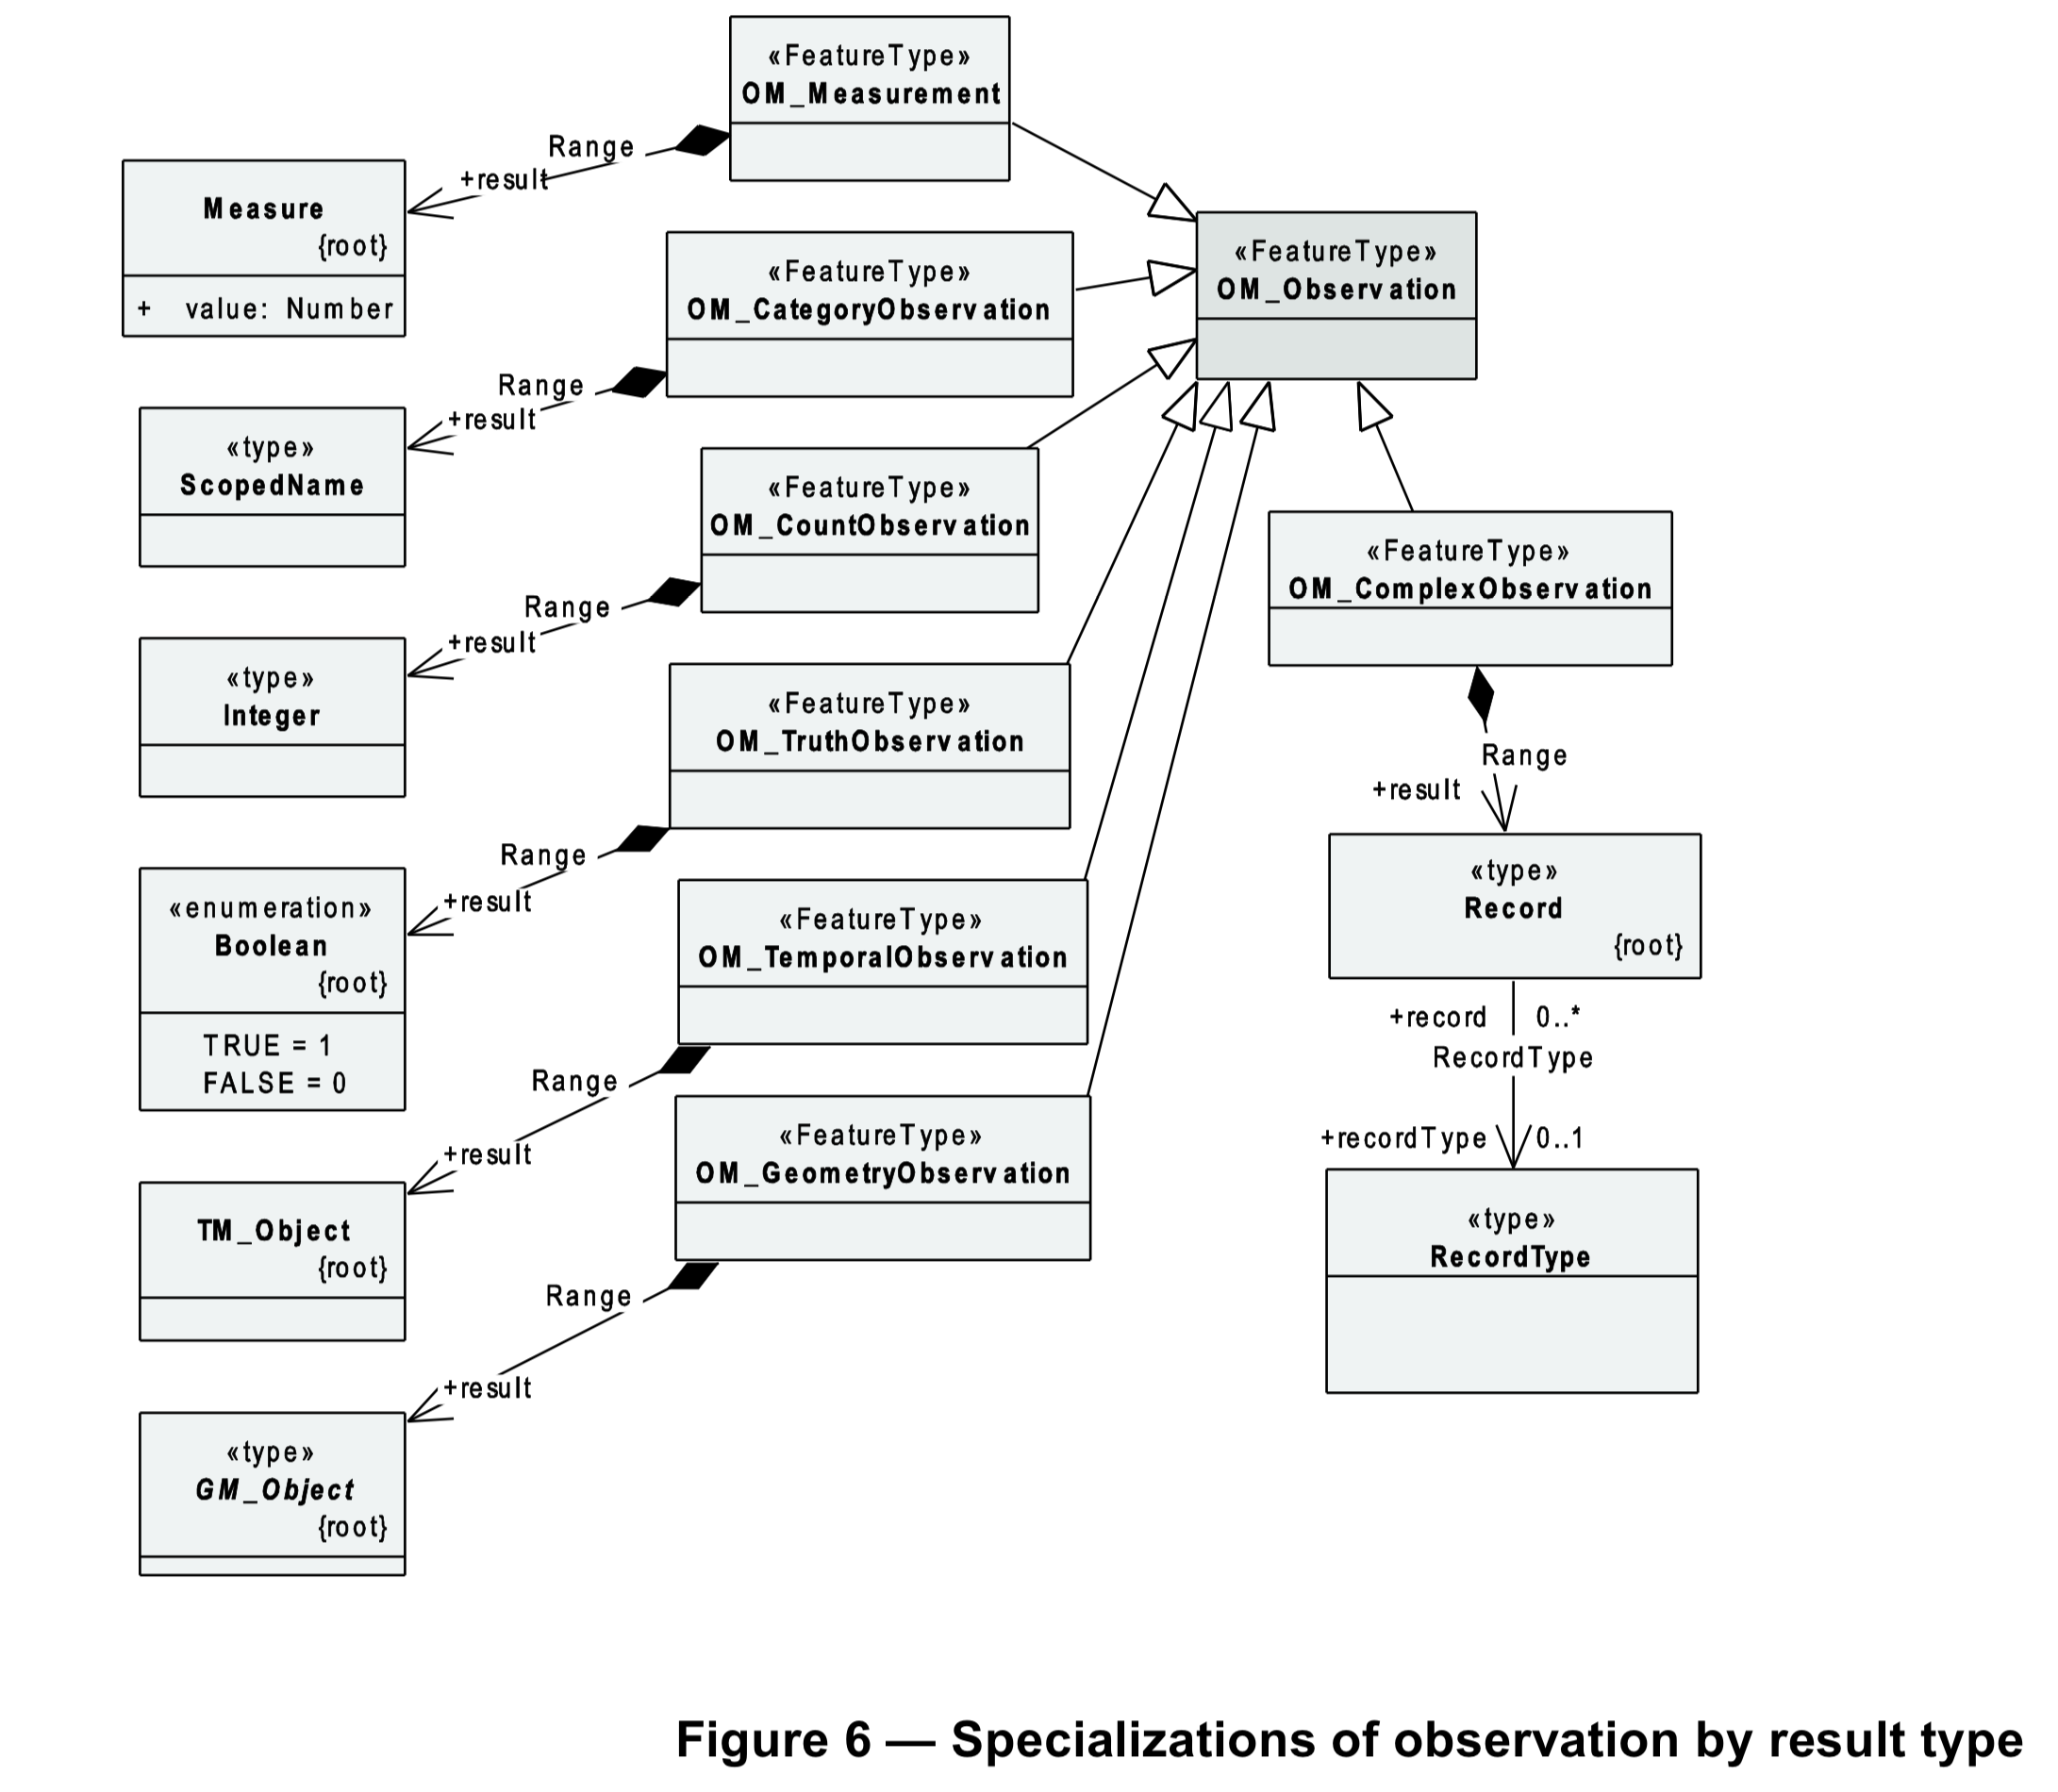 «FeatureType»
OM_Measurement
Range
+result
Measure
{root}
+ value: Number
«FeatureType»
OM_Observation
«FeatureType»
OM_CategoryObservation
Range
+result
«type»
ScopedName
«FeatureType»
OM_CountObservation
Range
+result
«type»
Integer
«FeatureType»
OM_TruthObservation
Range
+result
«enumeration»
Boolean
{root}
TRUE = 1
FALSE = 0
«FeatureType»
OM_TemporalObservation
Range
+result
TM_Object
{root}
«FeatureType»
OM_GeometryObservation
Range
+result
«type»
GM_Object
{root}
«FeatureType»
OM_ComplexObservation
Range
+result
«type»
Record
{root}
+record 0..*
RecordType
+recordType 0..1
«type»
RecordType
Figure 6 — Specializations of observation by result type